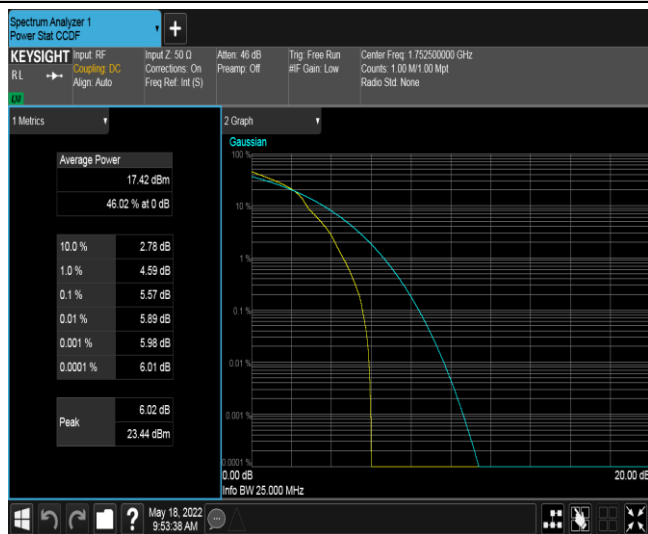 Spectrum Analyzer 1
Power Stat CCDF
+
KEYSIGHT
RL
LM
Input: RF
Coupling: DC
Align: Auto
Input Z: 50 Ω
Corrections: On
Freq Ref: Int (S)
Atten: 46 dB
Preamp: Off
Trig: Free Run
#IF Gain: Low
Center Freq: 1.752500000 GHz
Counts: 1.00 M/1.00 Mpt
Radio Std: None
1 Metrics
Average Power
17.42 dBm
46.02 % at 0 dB
10.0 % 2.78 dB
1.0 % 4.59 dB
0.1 % 5.57 dB
0.01 % 5.89 dB
0.001 % 5.98 dB
0.0001 % 6.01 dB
Peak
6.02 dB
23.44 dBm
2 Graph
Gaussian
100 %
10 %
1 %
0.1 %
0.01 %
0.001 %
0.0001 %
0.00 dB
20.00 dB
Info BW 25.000 MHz
?
May 18, 2022
9:53:38 AM